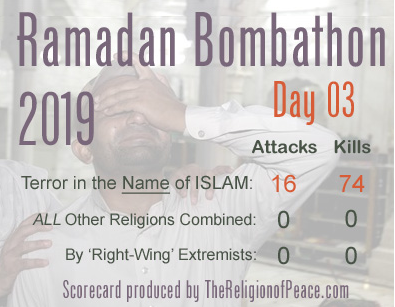 Ramadan Bombathon
2019
Day 03
Attacks Kills
Terror in the Name of ISLAM: 16 74
ALL Other Religions Combined: 0 0
By ‘Right-Wing’ Extremists: 0 0
Scorecard produced by TheReligionofPeace.com